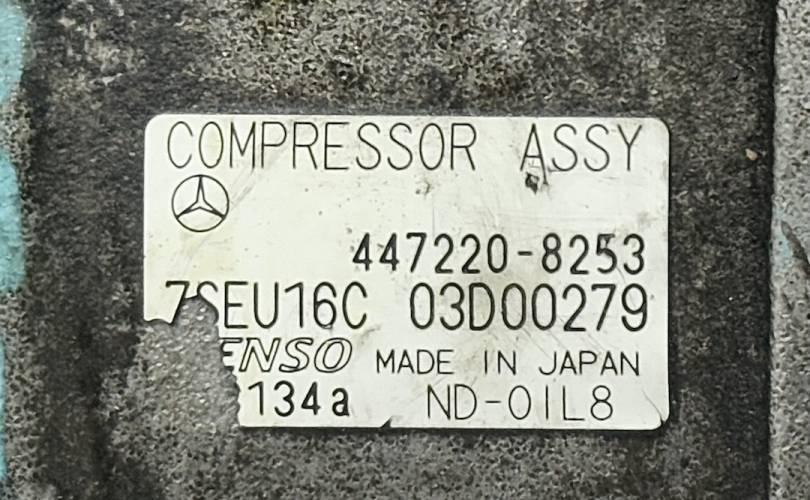 COMPRESSOR ASSY
447220-8253
7SEU16C 03D00279
ENSO MADE IN JAPAN
134a ND-OIL8